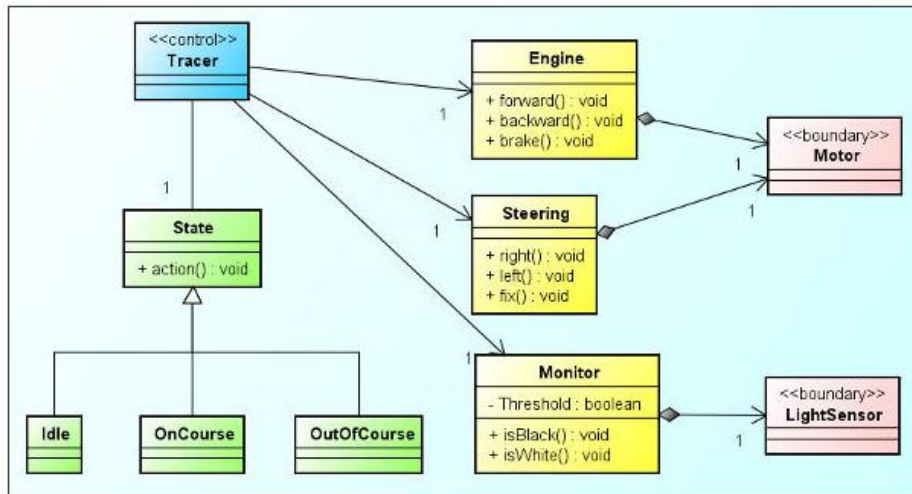 <<control>>
Tracer
Engine
+ forward() : void
+ backward() : void
+ brake() : void
1
<<boundary>>
Motor
1
1
1
State
+ action() : void
Steering
+ right() : void
+ left() : void
+ fix() : void
1
1
Monitor
- Threshold : boolean
+ isBlack() : void
+ isWhite() : void
<<boundary>>
LightSensor
1
Idle
OnCourse
OutOfCourse